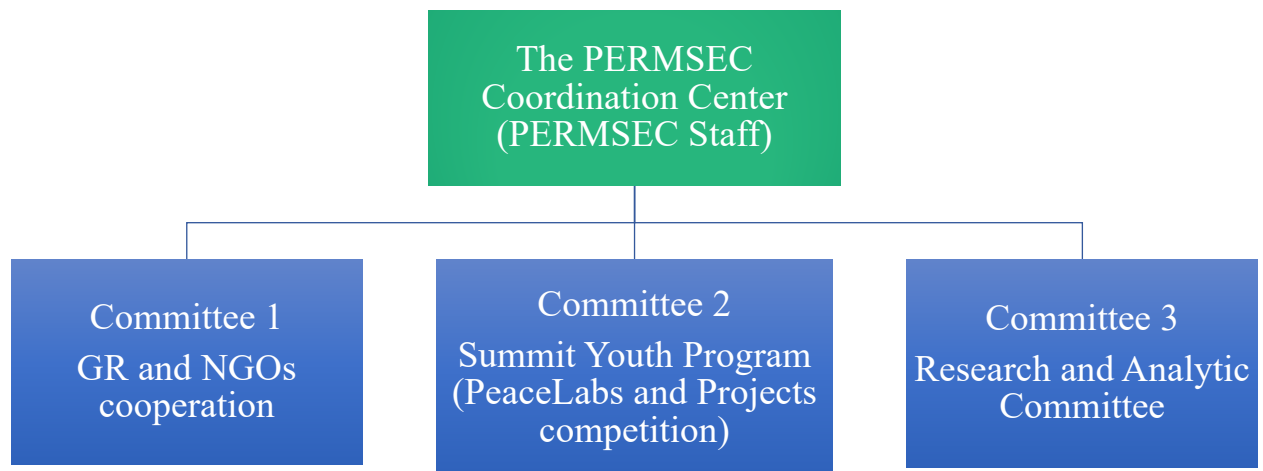 The PERMSEC
Coordination Center
(PERMSEC Staff)
Committee 1
GR and NGOs
cooperation
Committee 2
Summit Youth Program
(PeaceLabs and Projects
competition)
Committee 3
Research and Analytic
Committee